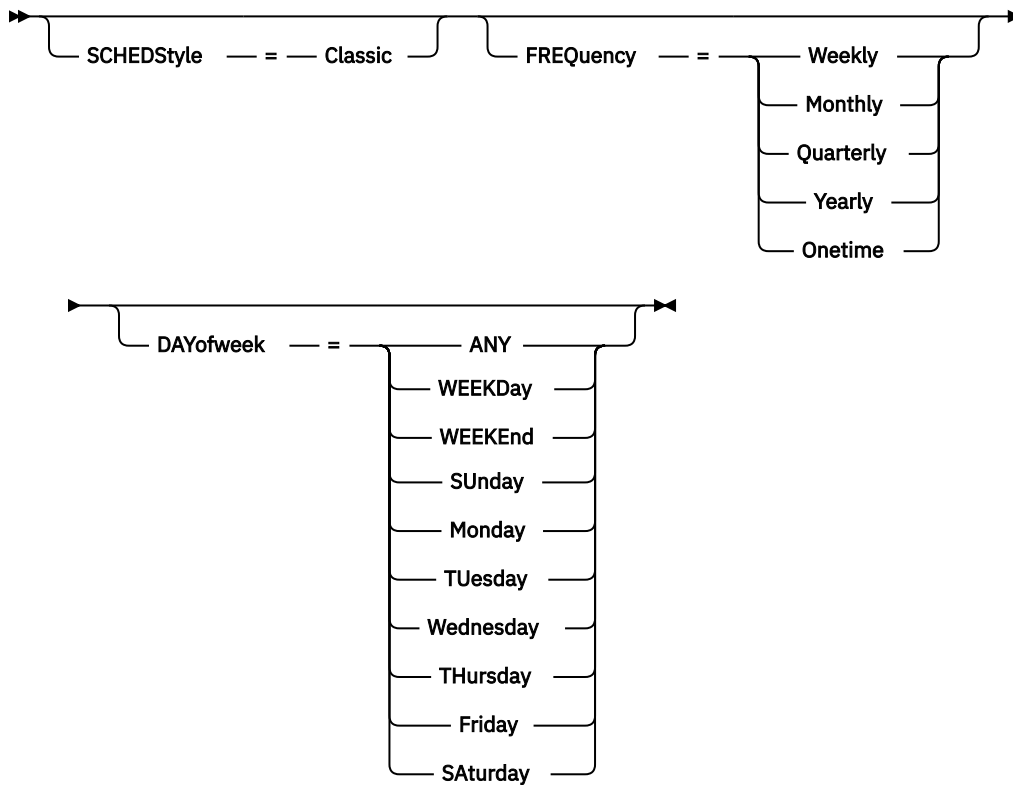 SCHEDStyle = Classic FREQuency = Weekly
Monthly
Quarterly
Yearly
Onetime
DAYofweek = ANY
WEEKDay
WEEKEnd
SUnday
Monday
TUesday
Wednesday
THursday
Friday
SAturday